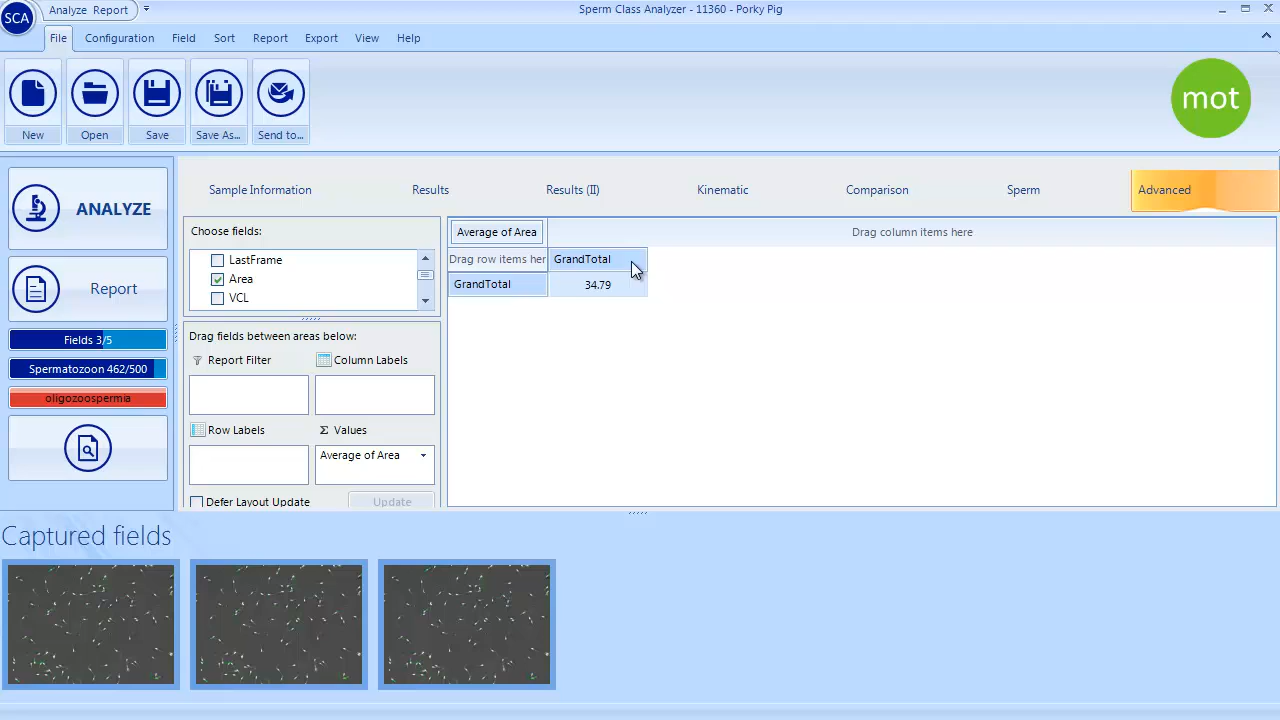 SCA
Analyze Report
Sperm Class Analyzer - 11360 - Porky Pig
File Configuration Field Sort Report Export View Help
New Open Save Save As... Send to...
mot
ANALYZE
Report
Fields 3/5
Spermatozoon 462/500
oligozoospermia
Sample Information Results Results (II) Kinematic Comparison Sperm Advanced
Choose fields:
LastFrame
Area
VCL
Drag fields between areas below:
Report Filter Column Labels
Row Labels Σ Values
Average of Area
Defer Layout Update Update
Average of Area Drag column items here
Drag row items her GrandTotal
GrandTotal 34.79
Captured fields